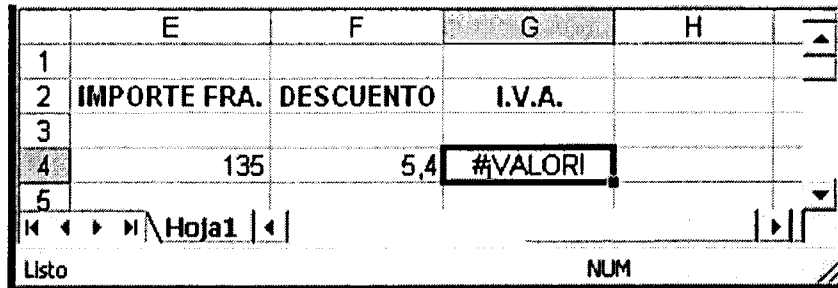 E F G H
1
2 IMPORTE FRA. DESCUENTO I.V.A.
3
4 135 5,4 #¡VALOR!
5
Hoja1
Listo NUM